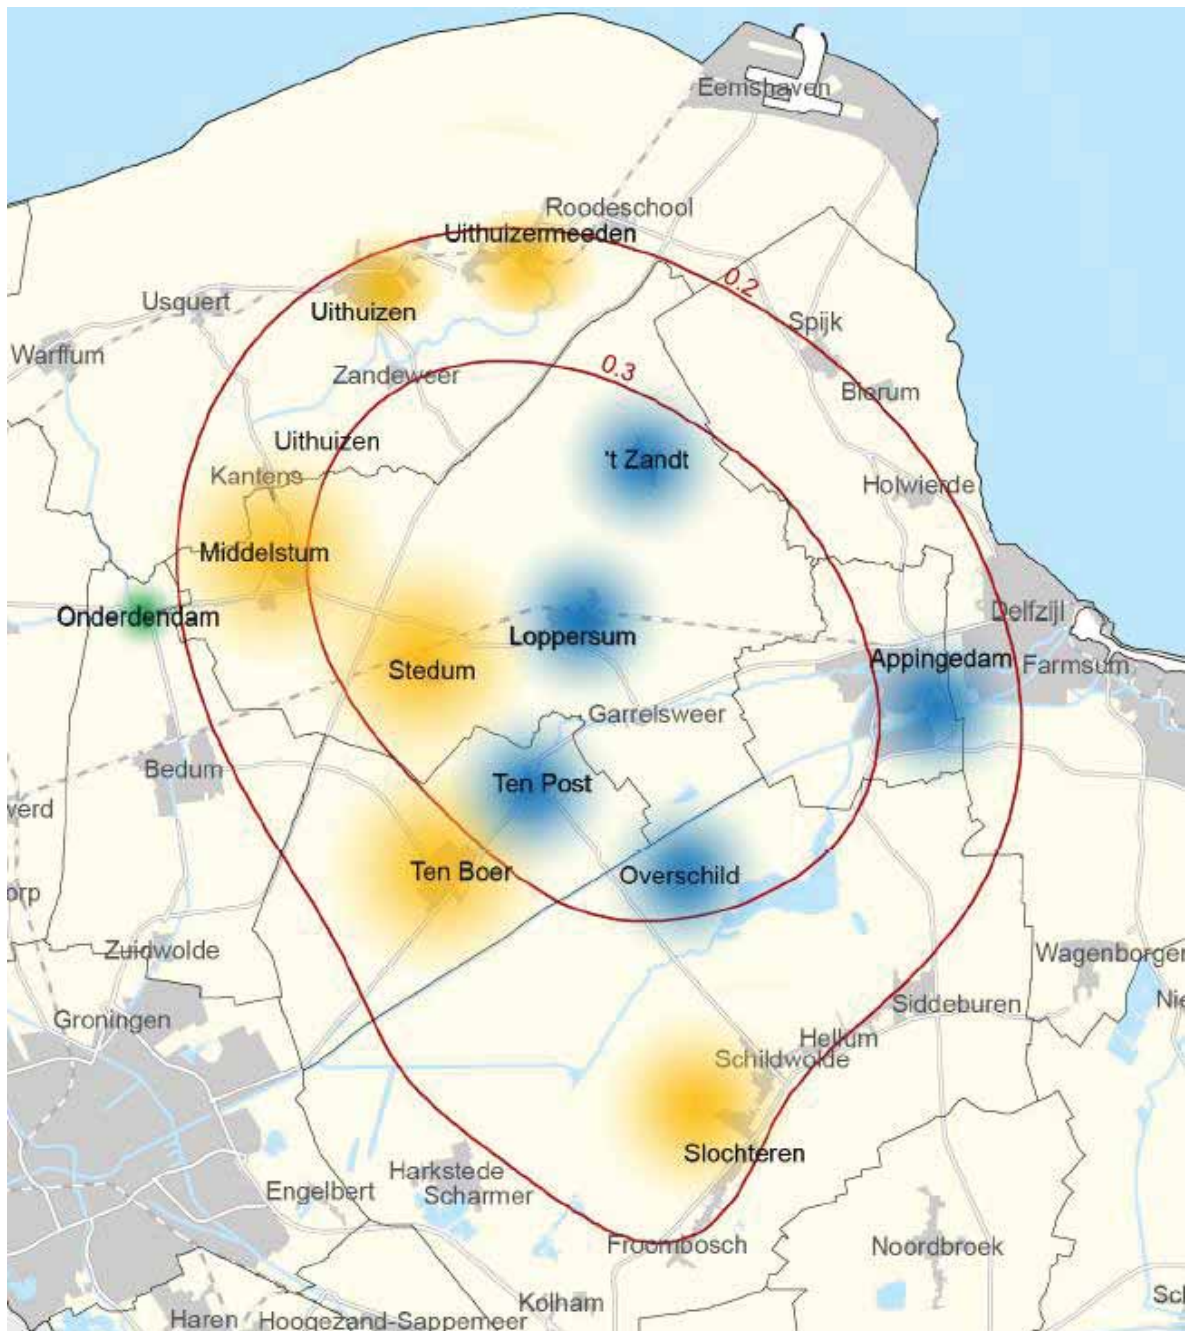 Eemshaven
Roodeschool
Uithuizermeeden
0.2
Usquert
Uithuizen
Spijk
Warffum
Zandeweer
0.3
Bierum
Uithuizen
't Zandt
Kantens
Holwierde
Middelstum
Onderdendam
Delfzijl
Loppersum
Appingedam
Farmsum
Stedum
Garrelsweer
Bedum
Ten Post
werd
Ten Boer
Overschild
orp
Zuidwolde
Wagenborger
Nie
Siddeburen
Groningen
Hellum
Schildwolde
Slochteren
Harkstede
Engelbert
Scharmer
Froombosch
Noordbroek
Kolham
Scl
Haren
Hoogezand-Sappemeer